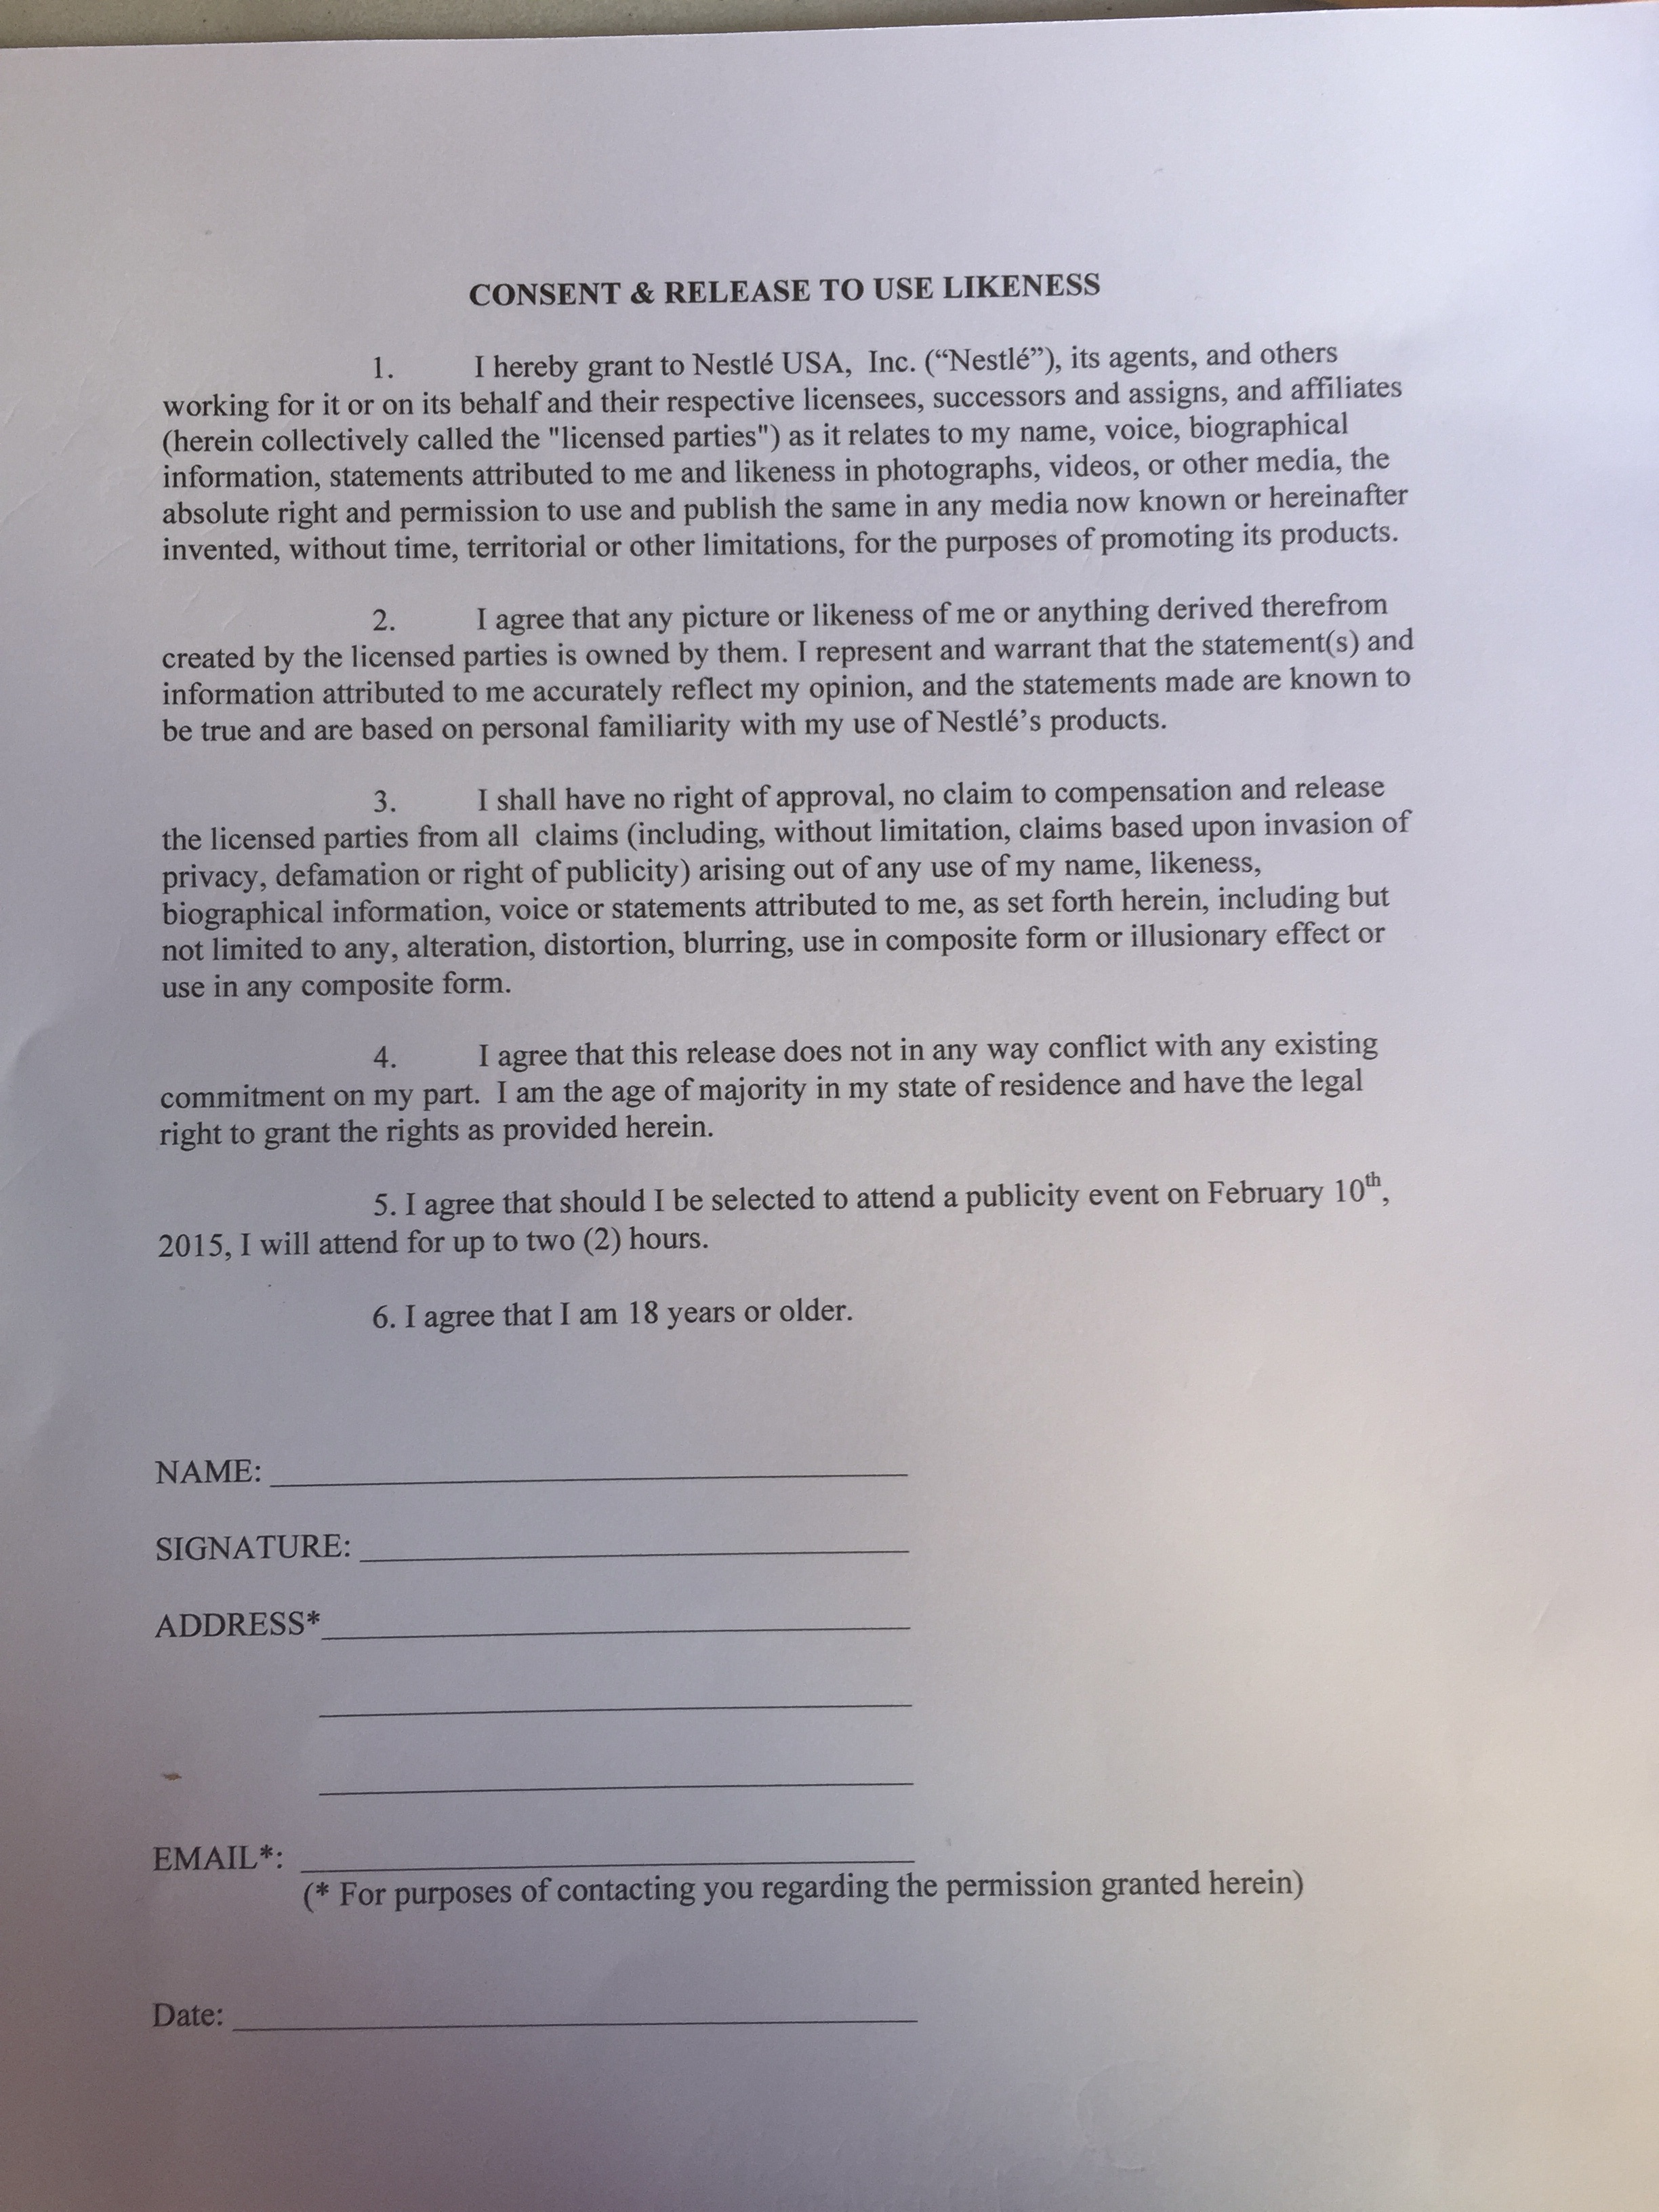 CONSENT & RELEASE TO USE LIKENESS
1. I hereby grant to Nestlé USA, Inc. (“Nestlé”), its agents, and others
working for it or on its behalf and their respective licensees, successors and assigns, and affiliates
(herein collectively called the "licensed parties") as it relates to my name, voice, biographical
information, statements attributed to me and likeness in photographs, videos, or other media, the
absolute right and permission to use and publish the same in any media now known or hereinafter
invented, without time, territorial or other limitations, for the purposes of promoting its products.
2. I agree that any picture or likeness of me or anything derived therefrom
created by the licensed parties is owned by them. I represent and warrant that the statement(s) and
information attributed to me accurately reflect my opinion, and the statements made are known to
be true and are based on personal familiarity with my use of Nestlé’s products.
3. I shall have no right of approval, no claim to compensation and release
the licensed parties from all claims (including, without limitation, claims based upon invasion of
privacy, defamation or right of publicity) arising out of any use of my name, likeness,
biographical information, voice or statements attributed to me, as set forth herein, including but
not limited to any, alteration, distortion, blurring, use in composite form or illusionary effect or
use in any composite form.
4. I agree that this release does not in any way conflict with any existing
commitment on my part. I am the age of majority in my state of residence and have the legal
right to grant the rights as provided herein.
5. I agree that should I be selected to attend a publicity event on February 10th,
2015, I will attend for up to two (2) hours.
6. I agree that I am 18 years or older.
NAME:
SIGNATURE:
ADDRESS*
EMAIL*:
(* For purposes of contacting you regarding the permission granted herein)
Date: